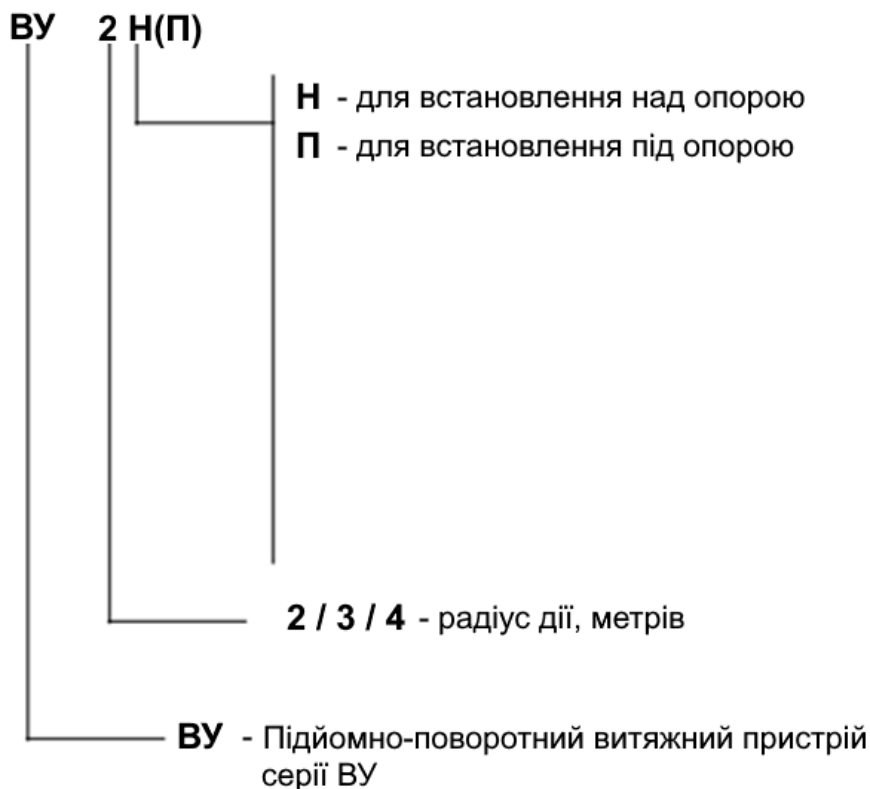 ВУ 2 Н(П)
Н - для встановлення над опорою
П - для встановлення під опорою
2 / 3 / 4 - радіус дії, метрів
ВУ - Підйомно-поворотний витяжний пристрій
серії ВУ